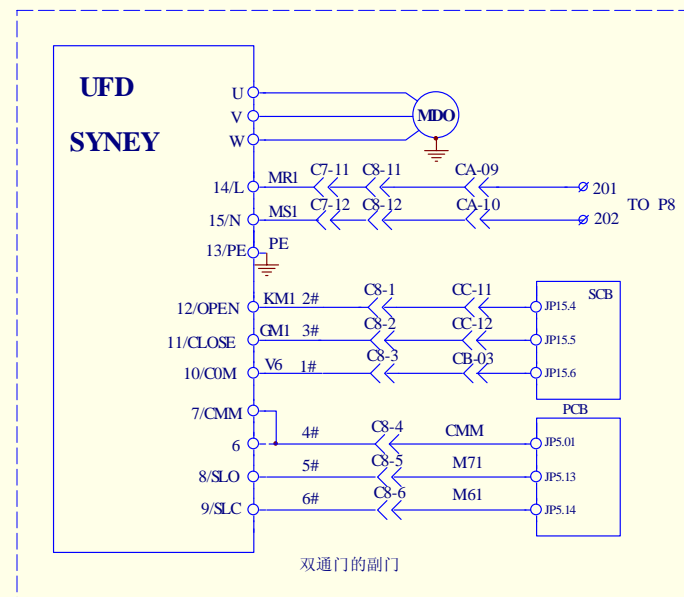 UFD
SYNEY
U
V
W
MDO
14/L MR1 C7-11 C8-11 CA-09 201
TO P8
15/N MS1 C7-12 C8-12 CA-10 202
13/PE PE
12/OPEN KM1 2# C8-1 CC-11 JP15.4 SCB
11/CLOSE GM1 3# C8-2 CC-12 JP15.5
10/C0M V6 1# C8-3 CB-03 JP15.6
7/CMM PCB
6 4# C8-4 CMM JP5.01
8/SLO 5# C8-5 M71 JP5.13
9/SLC 6# C8-6 M61 JP5.14
双通门的副门